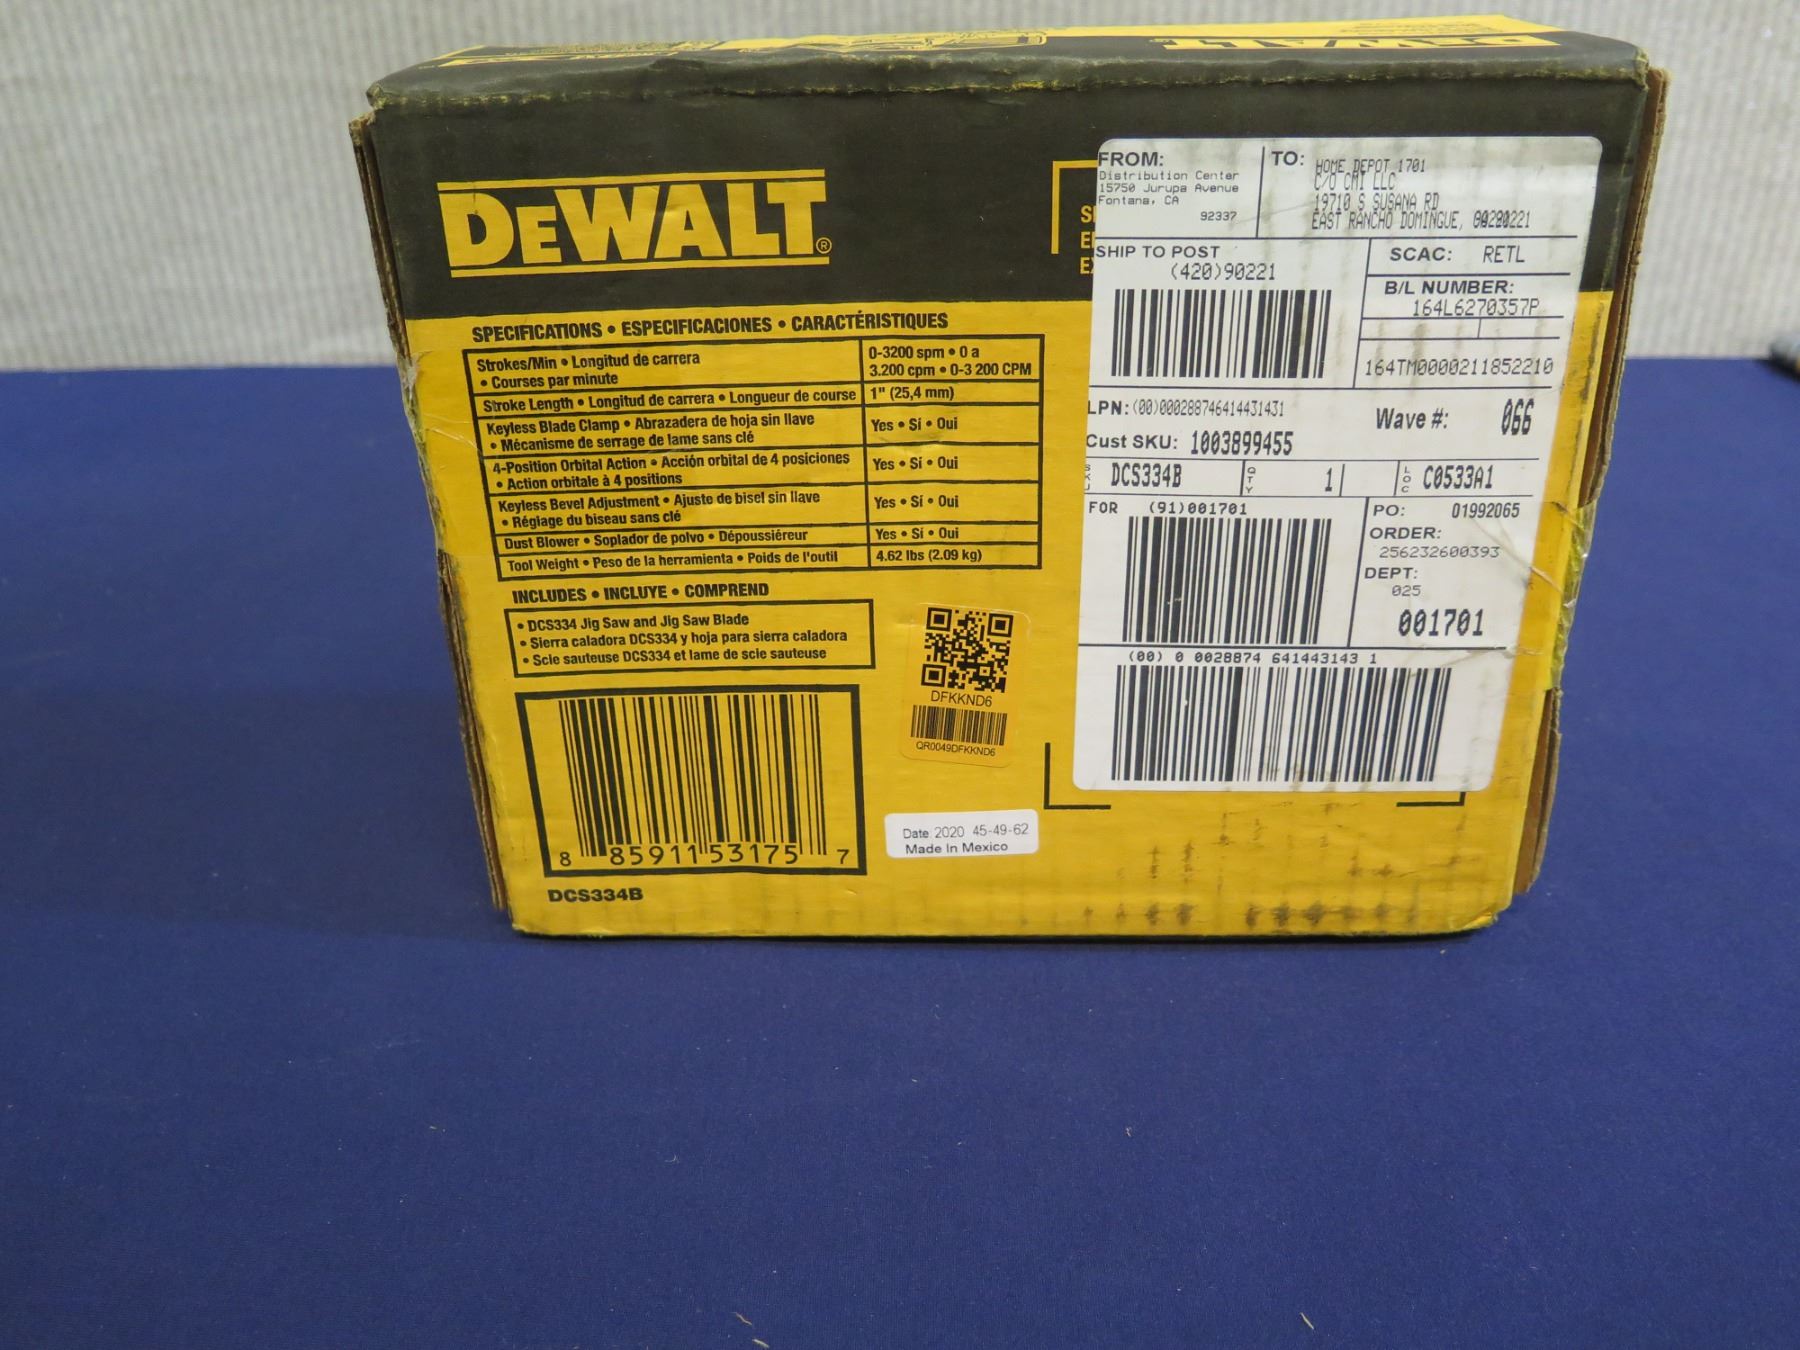 DEWALT
DEWALT®
SPECIFICATIONS • ESPECIFICACIONES • CARACTÉRISTIQUES
Strokes/Min • Longitud de carrera
• Courses par minute
0-3200 spm • 0 a
3.200 cpm • 0-3 200 CPM
Stroke Length • Longitud de carrera • Longueur de course
1" (25,4 mm)
Keyless Blade Clamp • Abrazadera de hoja sin llave
• Mécanisme de serrage de lame sans clé
Yes • Sí • Oui
4-Position Orbital Action • Acción orbital de 4 posiciones
• Action orbitale à 4 positions
Yes • Sí • Oui
Keyless Bevel Adjustment • Ajuste de bisel sin llave
• Réglage du biseau sans clé
Yes • Sí • Oui
Dust Blower • Soplador de polvo • Dépoussiéreur
Yes • Sí • Oui
Tool Weight • Peso de la herramienta • Poids de l'outil
4.62 lbs (2.09 kg)
INCLUDES • INCLUYE • COMPREND
• DCS334 Jig Saw and Jig Saw Blade
• Sierra caladora DCS334 y hoja para sierra caladora
• Scie sauteuse DCS334 et lame de scie sauteuse
8 85911 53175 7
DCS334B
DFKKND6
QR0049DFKKND6
Date 2020 45-49-62
Made In Mexico
FROM:
Distribution Center
15750 Jurupa Avenue
Fontana, CA
92337
TO: HOME DEPOT 1701
C/O CMI LLC
19710 S SUSANA RD
EAST RANCHO DOMINGUE,
SHIP TO POST
(420)90221
SCAC: RETL
B/L NUMBER:
164L6270357P
164TM0000211852210
LPN:(00)000288746414431431
Wave #: 066
Cust SKU: 1003899455
SKU DCS334B
QTY 1
LOC C0533A1
FOR (91)001701
PO: 01992065
ORDER:
256232600393
DEPT:
025
001701
(00) 0 0028874 641443143 1